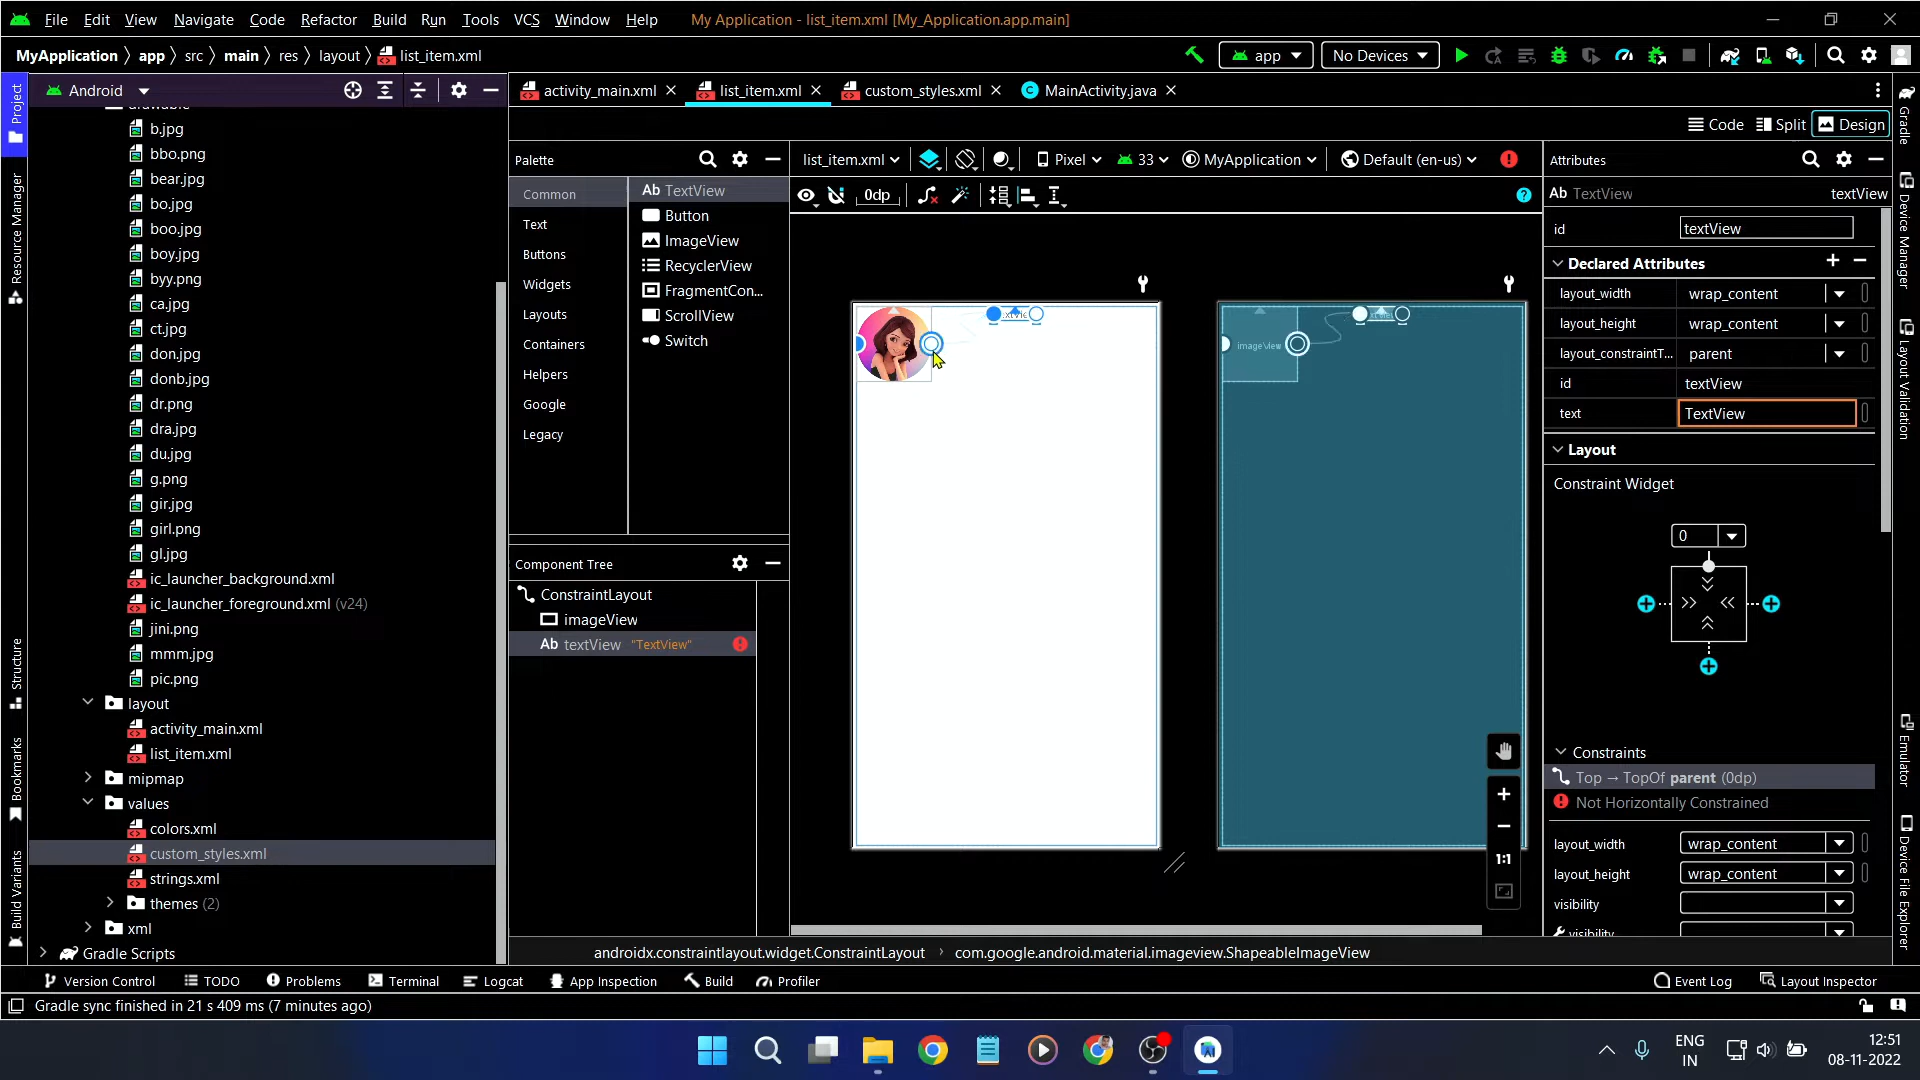 File Edit View Navigate Code Refactor Build Run Tools VCS Window Help My Application - list_item.xml [My_Application.app.main]
MyApplication app src main res layout list_item.xml
app No Devices
Project
Android
activity_main.xml list_item.xml custom_styles.xml MainActivity.java
Code Split Design
drawable
b.jpg
bbo.png
bear.jpg
bo.jpg
boo.jpg
boy.jpg
byy.png
ca.jpg
ct.jpg
don.jpg
donb.jpg
dr.png
dra.jpg
du.jpg
g.png
gir.jpg
girl.png
gl.jpg
ic_launcher_background.xml
ic_launcher_foreground.xml (v24)
jini.png
mmm.jpg
pic.png
layout
activity_main.xml
list_item.xml
mipmap
values
colors.xml
custom_styles.xml
strings.xml
themes (2)
xml
Gradle Scripts
Resource Manager
Structure
Bookmarks
Build Variants
Palette
Common
Text
Buttons
Widgets
Layouts
Containers
Helpers
Google
Legacy
Ab TextView
Button
ImageView
RecyclerView
FragmentCon...
ScrollView
Switch
Component Tree
ConstraintLayout
imageView
Ab textView "TextView"
list_item.xml Pixel 33 MyApplication Default (en-us)
0dp
imageView
1:1
androidx.constraintlayout.widget.ConstraintLayout com.google.android.material.imageview.ShapeableImageView
Attributes
Ab TextView textView
id textView
Declared Attributes
layout_width wrap_content
layout_height wrap_content
layout_constraintT... parent
id textView
text TextView
Layout
Constraint Widget
0
Constraints
Top → TopOf parent (0dp)
Not Horizontally Constrained
layout_width wrap_content
layout_height wrap_content
visibility
visibility
Gradle
Device Manager
Layout Validation
Emulator
Device File Explorer
Version Control TODO Problems Terminal Logcat App Inspection Build Profiler Event Log Layout Inspector
Gradle sync finished in 21 s 409 ms (7 minutes ago)
ENG
IN
12:51
08-11-2022